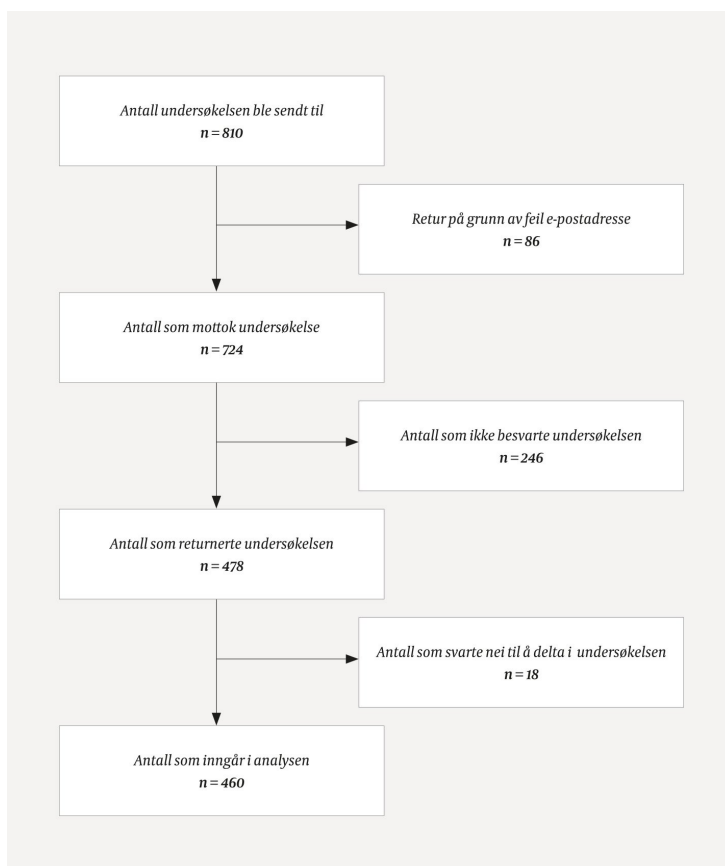 Antall undersøkelsen ble sendt til
n = 810
Retur på grunn av feil e-postadresse
n = 86
Antall som mottok undersøkelse
n = 724
Antall som ikke besvarte undersøkelsen
n = 246
Antall som returnerte undersøkelsen
n = 478
Antall som svarte nei til å delta i undersøkelsen
n = 18
Antall som inngår i analysen
n = 460